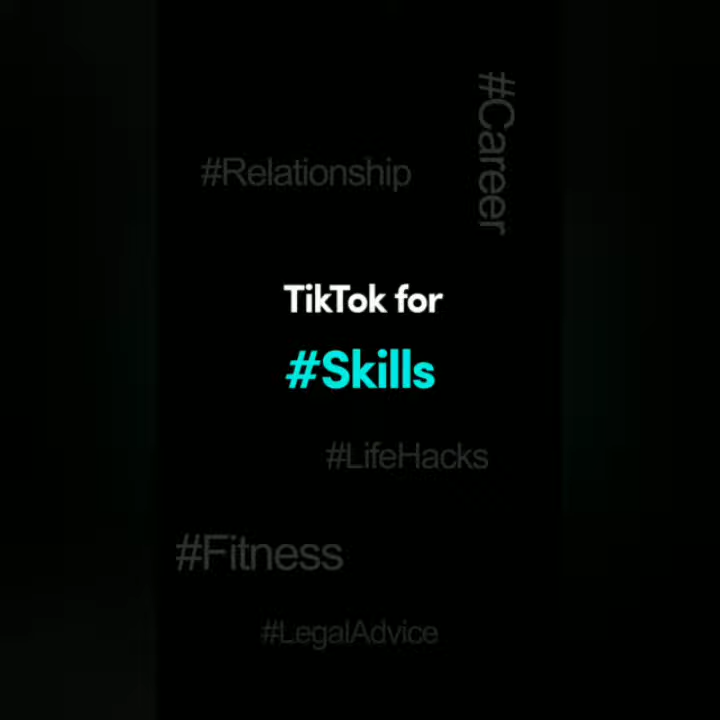 #Career
#Relationship
TikTok for
#Skills
#LifeHacks
#Fitness
#LegalAdvice